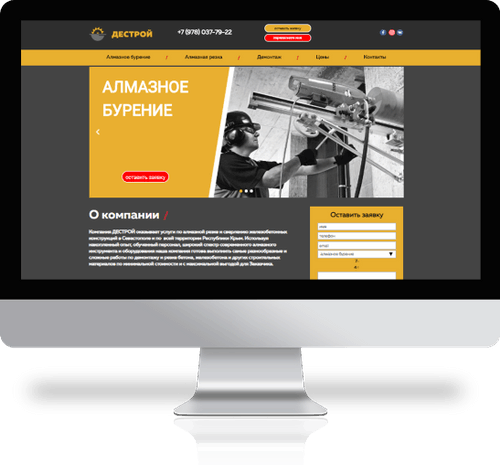 ДЕСТРОЙ
+7 (978) 037-79-22
оставить заявку
Алмазное бурение / Алмазная резка / Демонтаж / Цены / Контакты
АЛМАЗНОЕ
БУРЕНИЕ
оставить заявку
О компании /
Компания ДЕСТРОЙ оказывает услуги по алмазной резке и сверлению железобетонных
конструкций в Севастополе и по всей территории Республики Крым. Используя
накопленный опыт, обученный персонал, широкий спектр современного алмазного
инструмента и оборудования наша компания готова выполнить самые разнообразные и
сложные работы по демонтажу и резке бетона, железобетона и других строительных
материалов по минимальной стоимости и с максимальной выгодой для Заказчика.
Оставить заявку
имя
телефон
email
алмазное бурение